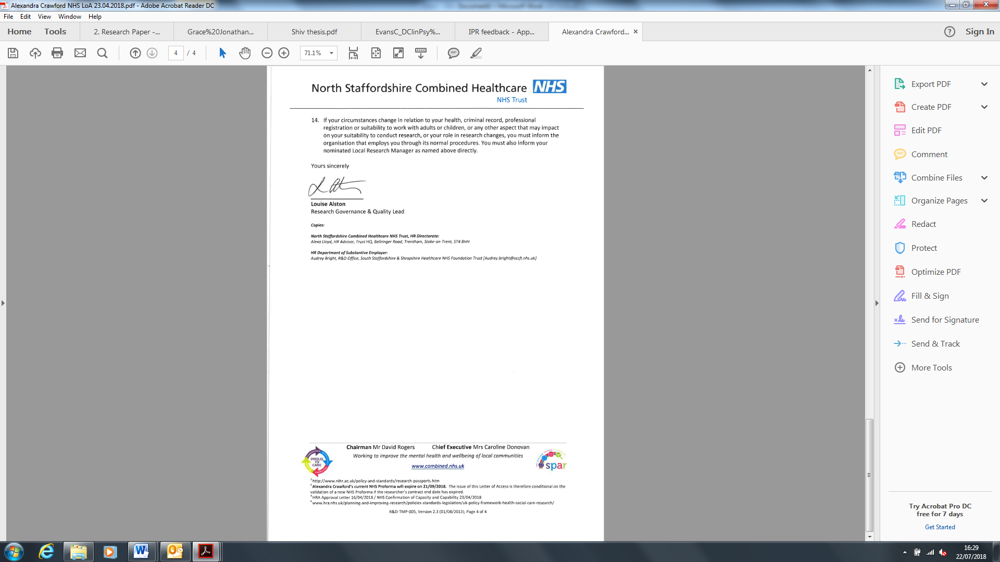 Alexandra Crawford NHS LoA 23.04.2018.pdf - Adobe Acrobat Reader DC
File Edit View Window Help
Home Tools 2. Research Paper -... Grace%20Jonathan... Shiv thesis.pdf EvansC_DClinPsy%... IPR feedback - App... Alexandra Crawford... Sign In
4 / 4 71.1%
North Staffordshire Combined Healthcare NHS
NHS Trust
14. If your circumstances change in relation to your health, criminal record, professional
registration or suitability to work with adults or children, or any other aspect that may impact
on your suitability to conduct research, or your role in research changes, you must inform the
organisation that employs you through its normal procedures. You must also inform your
nominated Local Research Manager as named above directly.
Yours sincerely
Louise Alston
Research Governance & Quality Lead
Copies:
North Staffordshire Combined Healthcare NHS Trust, HR Directorate:
Alexa Lloyd, HR Advisor, Trust HQ, Bellringer Road, Trentham, Stoke-on-Trent, ST4 8HH
HR Department of Substantive Employer:
Audrey Bright, R&D Office, South Staffordshire & Shropshire Healthcare NHS Foundation Trust [Audrey.bright@sssft.nhs.uk]
Chairman Mr David Rogers Chief Executive Mrs Caroline Donovan
Working to improve the mental health and wellbeing of local communities
www.combined.nhs.uk
PROUD
TO
CARE
spar
1 http://www.nihr.ac.uk/policy-and-standards/research-passports.htm
2 Alexandra Crawford's current NHS Proforma will expire on 21/09/2018. The issue of this Letter of Access is therefore conditional on the
validation of a new NHS Proforma if the researcher's contract end date has expired.
3 HRA Approval Letter 16/04/2018 / NHS Confirmation of Capacity and Capability 23/04/2018
4 www.hra.nhs.uk/planning-and-improving-research/policies-standards-legislation/uk-policy-framework-health-social-care-research/
R&D-TMP-005, Version 2.3 (01/08/2013), Page 4 of 4
Export PDF
Create PDF
Edit PDF
Comment
Combine Files
Organize Pages
Redact
Protect
Optimize PDF
Fill & Sign
Send for Signature
Send & Track
More Tools
Try Acrobat Pro DC
free for 7 days
Get Started
16:29
22/07/2018